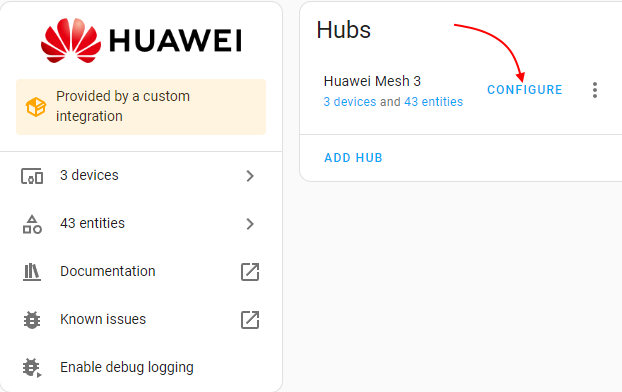 HUAWEI
Provided by a custom
integration
3 devices
43 entities
Documentation
Known issues
Enable debug logging
Hubs
Huawei Mesh 3
3 devices and 43 entities
CONFIGURE
ADD HUB